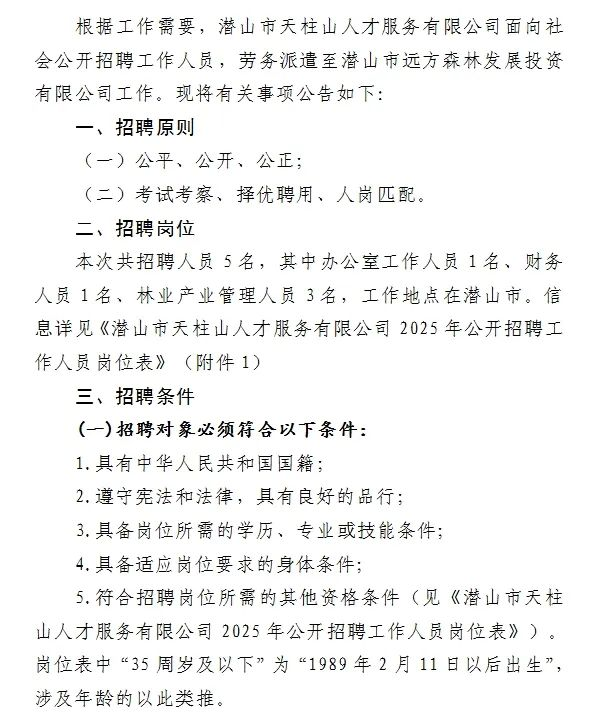 根据工作需要，潜山市天柱山人才服务有限公司面向社
会公开招聘工作人员，劳务派遣至潜山市远方森林发展投资
有限公司工作。现将有关事项公告如下：
一、招聘原则
（一）公平、公开、公正；
（二）考试考察、择优聘用、人岗匹配。
二、招聘岗位
本次共招聘人员 5 名，其中办公室工作人员 1 名、财务
人员 1 名、林业产业管理人员 3 名，工作地点在潜山市。信
息详见《潜山市天柱山人才服务有限公司 2025 年公开招聘工
作人员岗位表》（附件 1）
三、招聘条件
(一)招聘对象必须符合以下条件：
1.具有中华人民共和国国籍；
2.遵守宪法和法律，具有良好的品行；
3.具备岗位所需的学历、专业或技能条件；
4.具备适应岗位要求的身体条件；
5.符合招聘岗位所需的其他资格条件（见《潜山市天柱
山人才服务有限公司 2025 年公开招聘工作人员岗位表》）。
岗位表中“35 周岁及以下”为“1989 年 2 月 11 日以后出生”，
涉及年龄的以此类推。